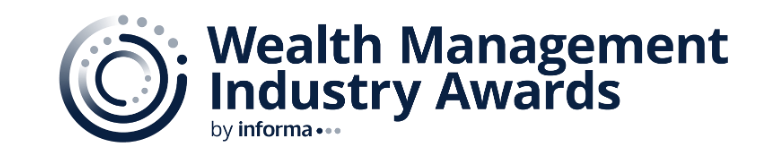 Wealth Management
Industry Awards
by informa